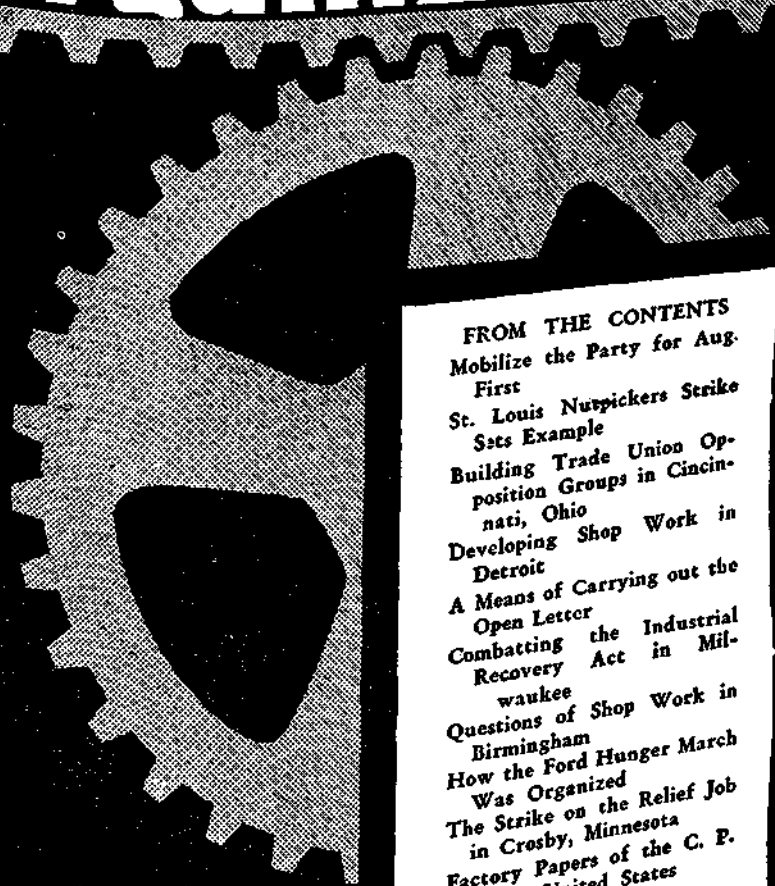 FROM THE CONTENTS
Mobilize the Party for Aug.
First
St. Louis Nutpickers Strike
Sets Example
Building Trade Union Op-
position Groups in Cincin-
nati, Ohio
Developing Shop Work in
Detroit
A Means of Carrying out the
Open Letter
Combatting the Industrial
Recovery Act in Mil-
waukee
Questions of Shop Work in
Birmingham
How the Ford Hunger March
Was Organized
The Strike on the Relief Job
in Crosby, Minnesota
Factory Papers of the C. P.
United States